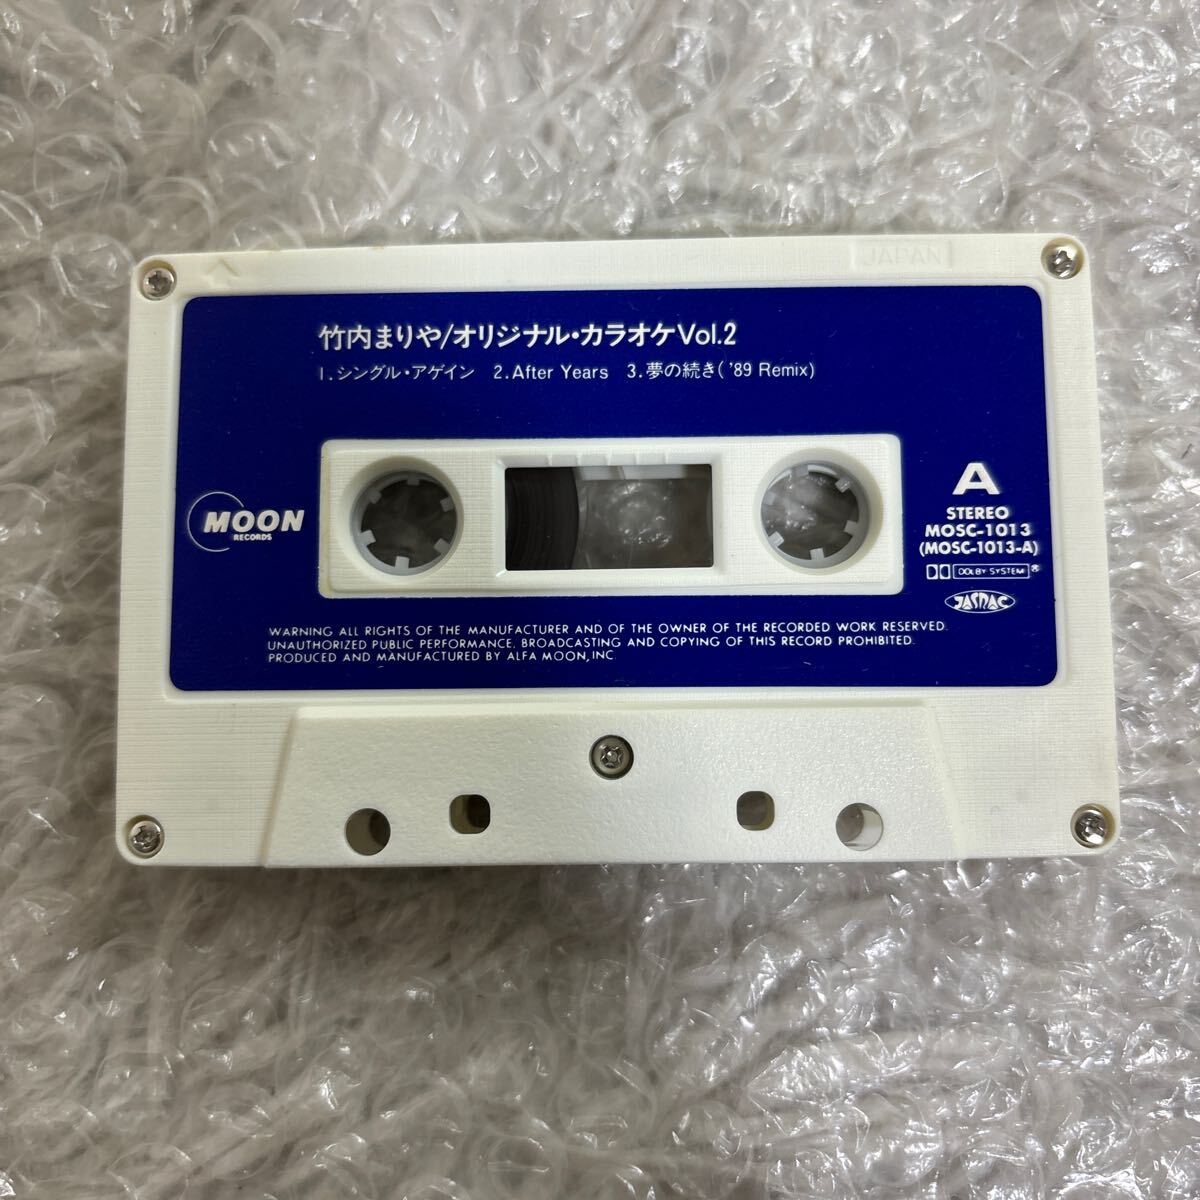 JAPAN
竹内まりや/オリジナル・カラオケVol.2
1.シングル・アゲイン 2.After Years 3.夢の続き('89 Remix)
MOON
RECORDS
A
STEREO
MOSC-1013
(MOSC-1013-A)
DOLBY SYSTEM ®
JASRAC
WARNING ALL RIGHTS OF THE MANUFACTURER AND OF THE OWNER OF THE RECORDED WORK RESERVED.
UNAUTHORIZED PUBLIC PERFORMANCE, BROADCASTING AND COPYING OF THIS RECORD PROHIBITED.
PRODUCED AND MANUFACTURED BY ALFA MOON, INC